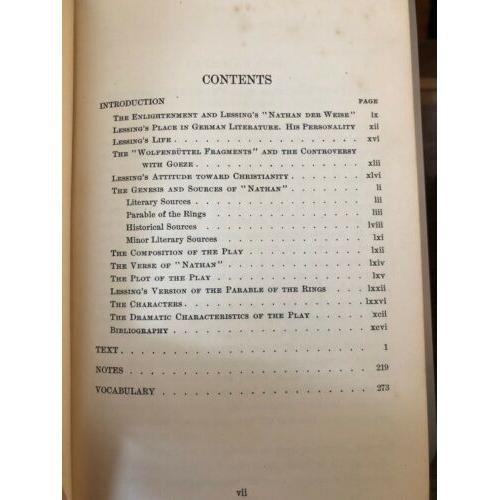 CONTENTS
INTRODUCTION PAGE
THE ENLIGHTENMENT AND LESSING'S "NATHAN DER WEISE" ix
LESSING'S PLACE IN GERMAN LITERATURE. HIS PERSONALITY xii
LESSING'S LIFE . . . . . . . . . . . . . . . . xvi
THE "WOLFENBÜTTEL FRAGMENTS" AND THE CONTROVERSY
WITH GOEZE . . . . . . . . . . . . . . . xlii
LESSING'S ATTITUDE TOWARD CHRISTIANITY . . . . . xlvi
THE GENESIS AND SOURCES OF "NATHAN" . . . . . . li
Literary Sources . . . . . . . . . . . . . lii
Parable of the Rings . . . . . . . . . . . liii
Historical Sources . . . . . . . . . . . . lviii
Minor Literary Sources . . . . . . . . . . lxi
THE COMPOSITION OF THE PLAY . . . . . . . . . lxii
THE VERSE OF "NATHAN" . . . . . . . . . . . . lxiv
THE PLOT OF THE PLAY . . . . . . . . . . . . lxv
LESSING'S VERSION OF THE PARABLE OF THE RINGS . . lxxii
THE CHARACTERS . . . . . . . . . . . . . . . lxxvi
THE DRAMATIC CHARACTERISTICS OF THE PLAY . . . . xcii
BIBLIOGRAPHY . . . . . . . . . . . . . . . . xcvi
TEXT . . . . . . . . . . . . . . . . . . . . 1
NOTES . . . . . . . . . . . . . . . . . . . 219
VOCABULARY . . . . . . . . . . . . . . . . . 273
vii